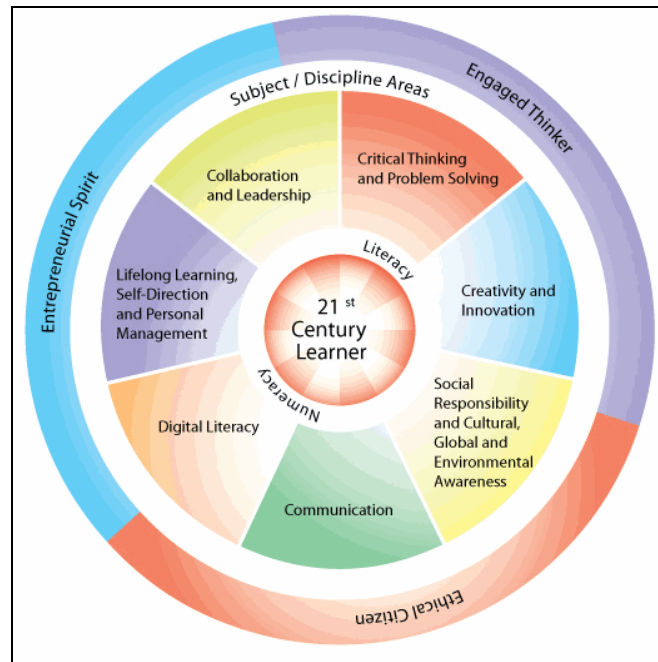 Subject / Discipline Areas
Engaged Thinker
Entrepreneurial Spirit
Ethical Citizen
Collaboration
and Leadership
Critical Thinking
and Problem Solving
Lifelong Learning,
Self-Direction
and Personal
Management
Creativity and
Innovation
Literacy
21 st
Century
Learner
Numeracy
Digital Literacy
Social
Responsibility
and Cultural,
Global and
Environmental
Awareness
Communication